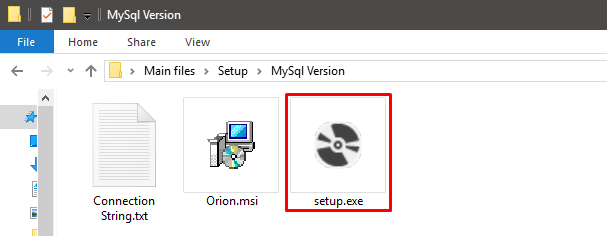 MySql Version
File
Home
Share
View
Main files
Setup
MySql Version
Connection
String.txt
Orion.msi
setup.exe